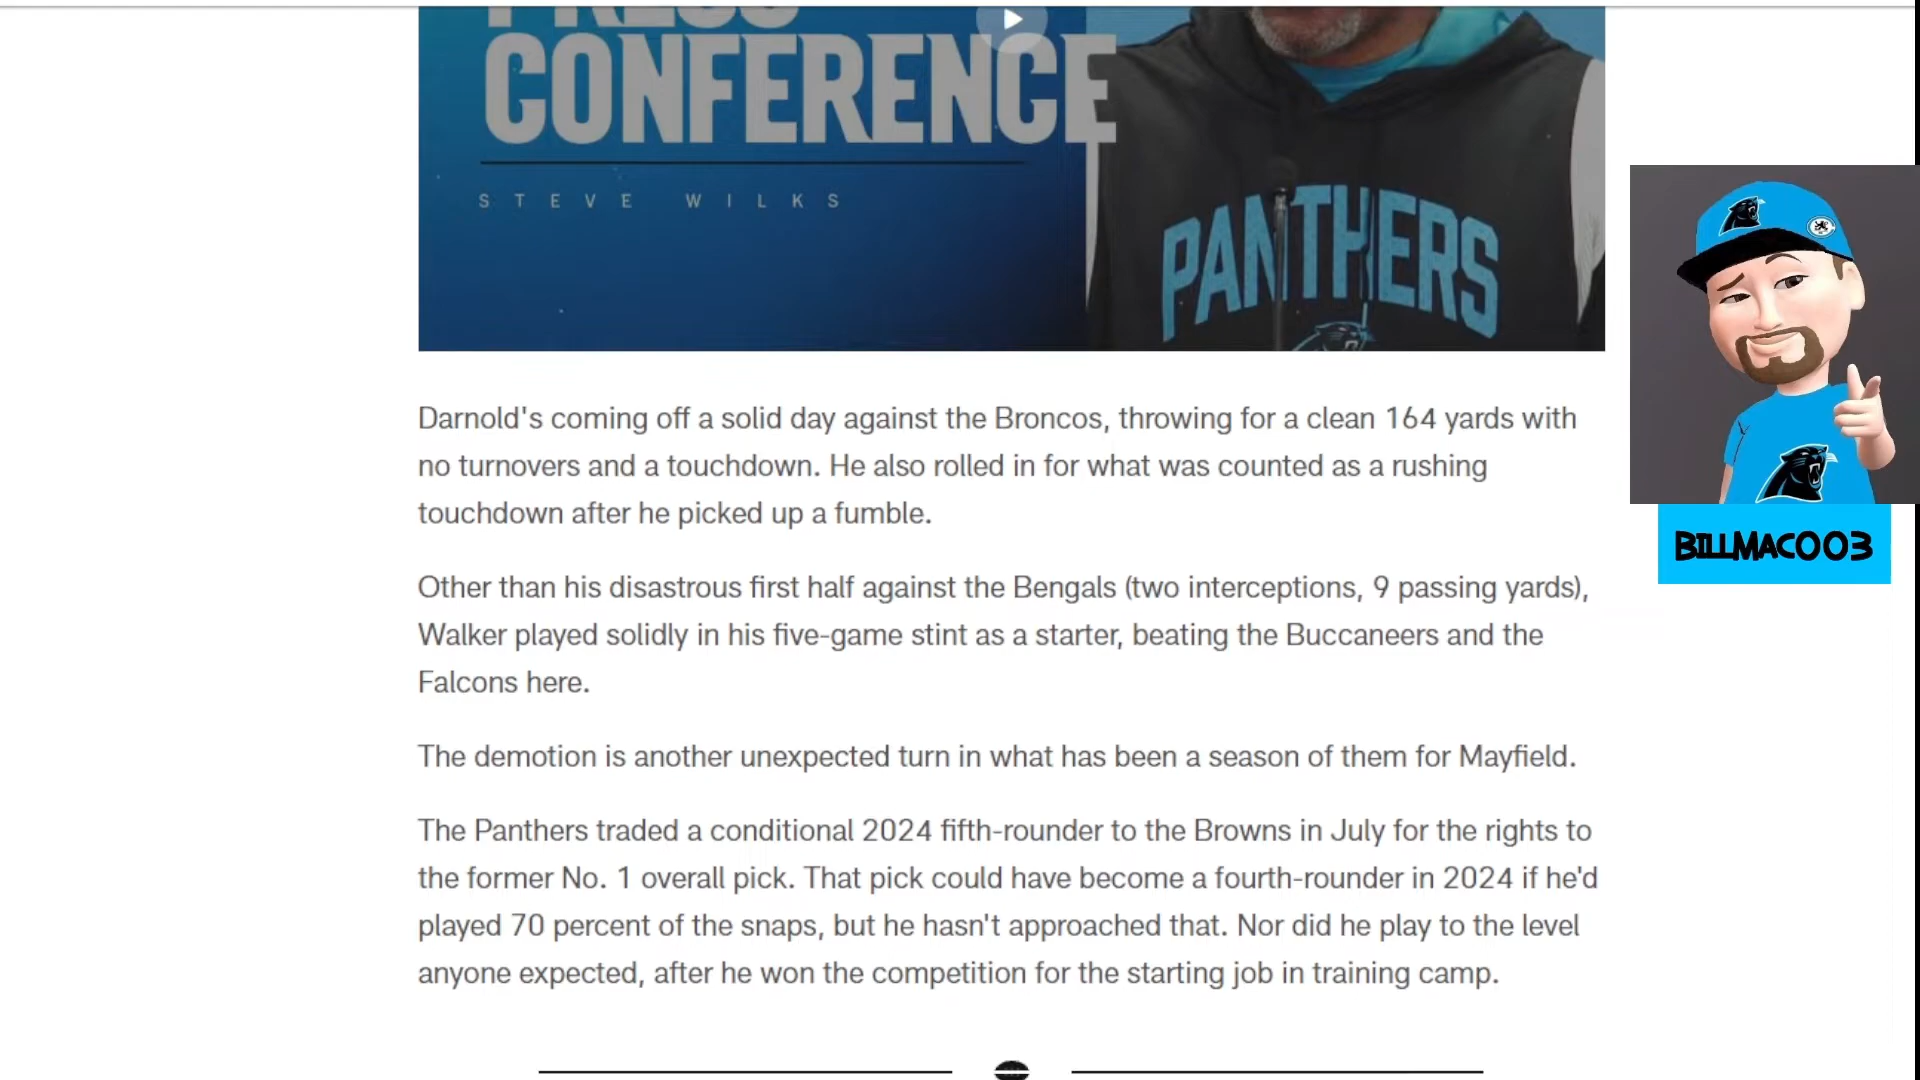 PRESS
CONFERENCE
STEVE WILKS
PANTHERS
Darnold's coming off a solid day against the Broncos, throwing for a clean 164 yards with
no turnovers and a touchdown. He also rolled in for what was counted as a rushing
touchdown after he picked up a fumble.
Other than his disastrous first half against the Bengals (two interceptions, 9 passing yards),
Walker played solidly in his five-game stint as a starter, beating the Buccaneers and the
Falcons here.
The demotion is another unexpected turn in what has been a season of them for Mayfield.
The Panthers traded a conditional 2024 fifth-rounder to the Browns in July for the rights to
the former No. 1 overall pick. That pick could have become a fourth-rounder in 2024 if he'd
played 70 percent of the snaps, but he hasn't approached that. Nor did he play to the level
anyone expected, after he won the competition for the starting job in training camp.
BILLMAC003